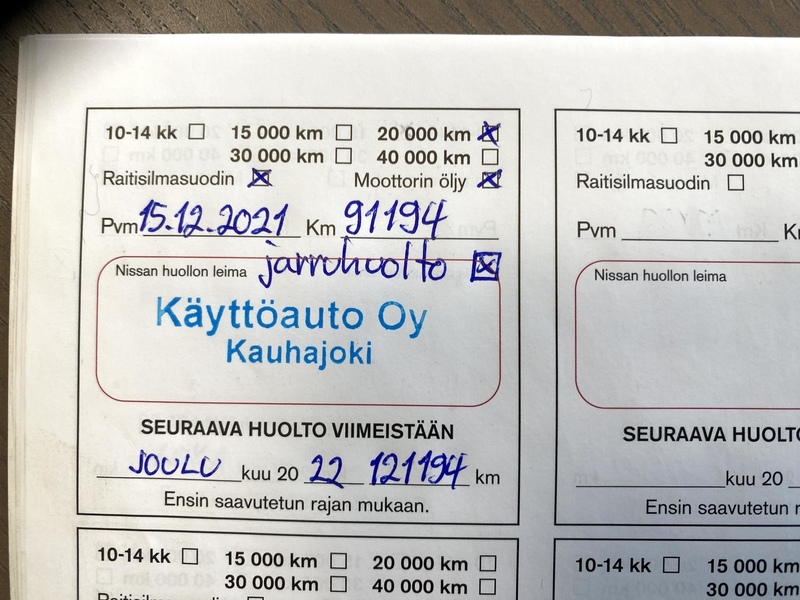 10-14 kk 15 000 km 20 000 km
30 000 km 40 000 km
Raitisilmasuodin Moottorin öljy
Pvm 15.12.2021 Km 91194
Nissan huollon leima jarruhuolto
Käyttöauto Oy
Kauhajoki
SEURAAVA HUOLTO VIIMEISTÄÄN
JOULU kuu 20 22 121194 km
Ensin saavutetun rajan mukaan.
10-14 kk 15 000 km 20 000 km
30 000 km 40 000 km
Raitisilmasuodin
10-14 kk 15 000 km
30 000 km
Raitisilmasuodin
Pvm
Nissan huollon leima
SEURAAVA
kuu 20
Ensin saavutetun
10-14 kk 15 000
30 000 km